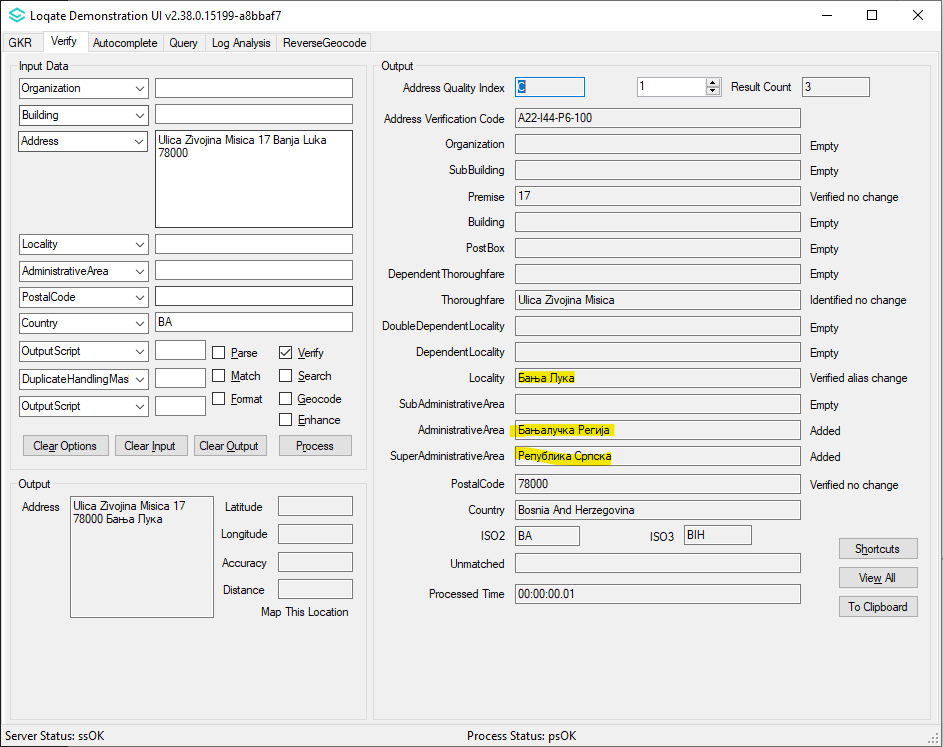 Loqate Demonstration UI v2.38.0.15199-a8bbaf7
GKR Verify Autocomplete Query Log Analysis ReverseGeocode
Input Data
Organization
Building
Address
Ulica Zivojina Misica 17 Banja Luka
78000
Locality
AdministrativeArea
PostalCode
Country BA
OutputScript Parse Verify
DuplicateHandlingMas Match Search
OutputScript Format Geocode
Enhance
Clear Options Clear Input Clear Output Process
Output
Address
Ulica Zivojina Misica 17
78000 Бања Лука
Latitude
Longitude
Accuracy
Distance
Map This Location
Output
Address Quality Index C 1 Result Count 3
Address Verification Code A22-I44-P6-100
Organization Empty
SubBuilding Empty
Premise 17 Verified no change
Building Empty
PostBox Empty
DependentThoroughfare Empty
Thoroughfare Ulica Zivojina Misica Identified no change
DoubleDependentLocality Empty
DependentLocality Empty
Locality Бања Лука Verified alias change
SubAdministrativeArea Empty
AdministrativeArea Бањалучка Регија Added
SuperAdministrativeArea Република Српска Added
PostalCode 78000 Verified no change
Country Bosnia And Herzegovina
ISO2 BA ISO3 BIH
Unmatched
Processed Time 00:00:00.01
Shortcuts
View All
To Clipboard
Server Status: ssOK Process Status: psOK